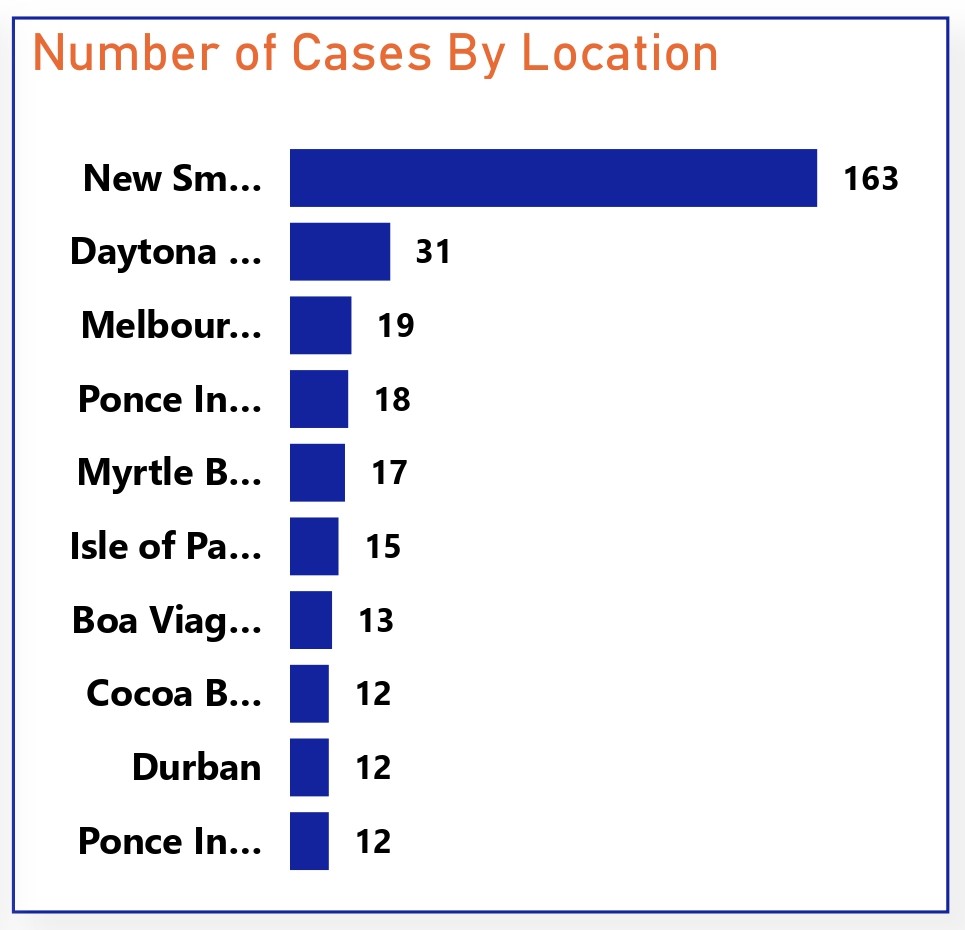 Number of Cases By Location
New Sm... 163
Daytona ... 31
Melbour... 19
Ponce In... 18
Myrtle B... 17
Isle of Pa... 15
Boa Viag... 13
Cocoa B... 12
Durban 12
Ponce In... 12